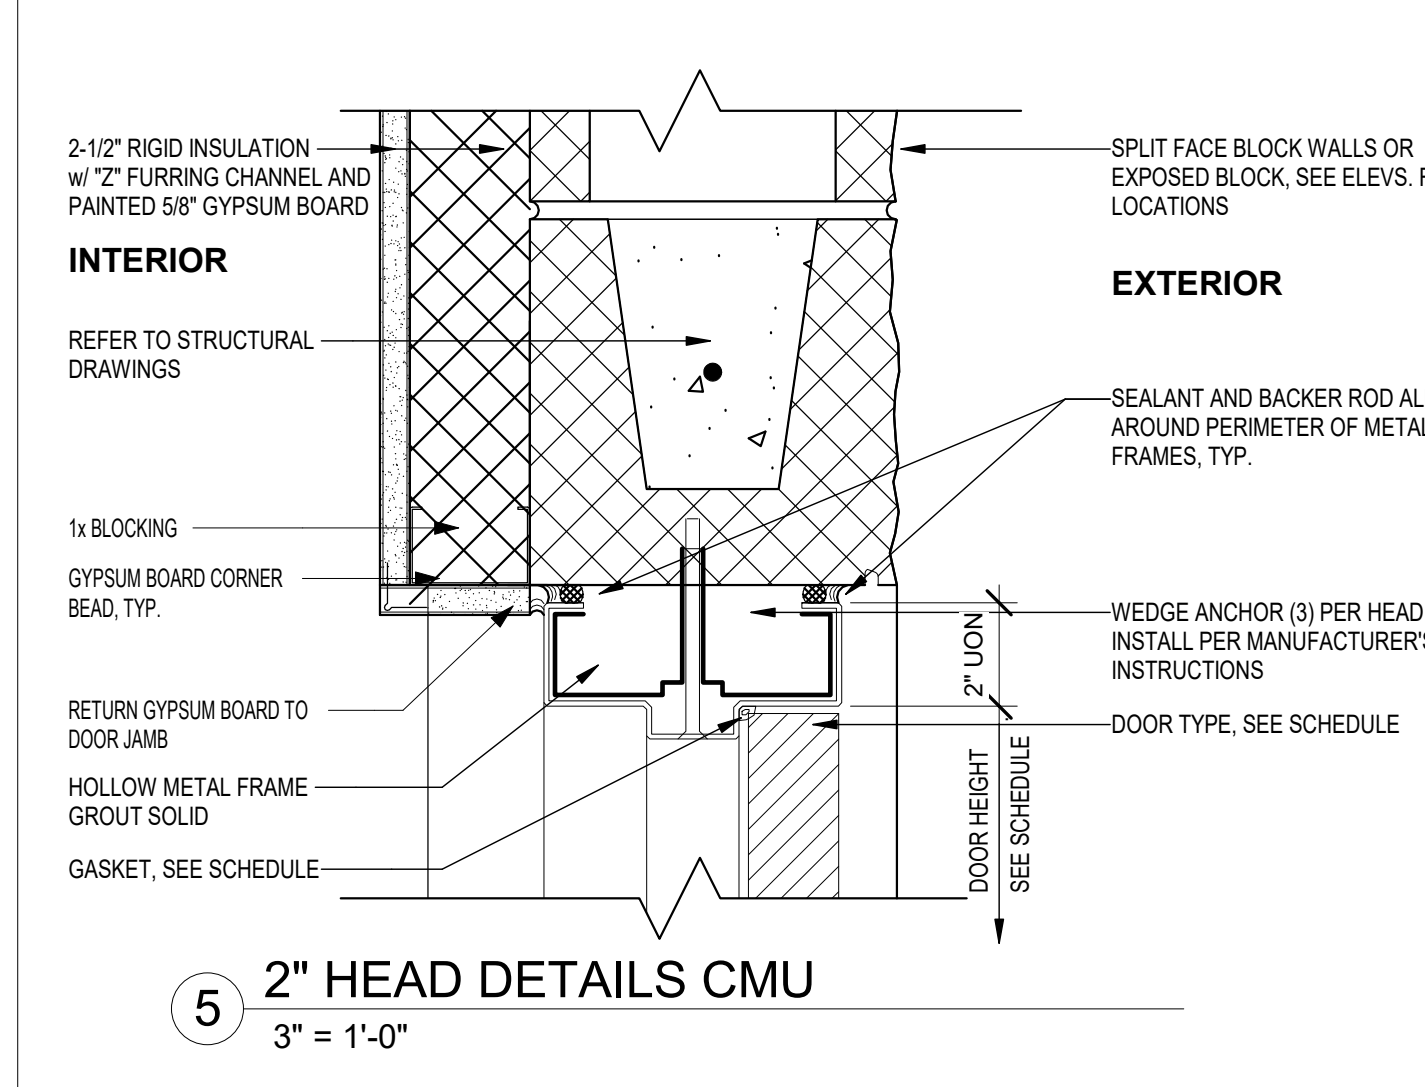 2-1/2" RIGID INSULATION
w/ "Z" FURRING CHANNEL AND
PAINTED 5/8" GYPSUM BOARD
INTERIOR
REFER TO STRUCTURAL
DRAWINGS
1x BLOCKING
GYPSUM BOARD CORNER
BEAD, TYP.
RETURN GYPSUM BOARD TO
DOOR JAMB
HOLLOW METAL FRAME
GROUT SOLID
GASKET, SEE SCHEDULE
SPLIT FACE BLOCK WALLS OR
EXPOSED BLOCK, SEE ELEVS.
LOCATIONS
EXTERIOR
SEALANT AND BACKER ROD
AROUND PERIMETER OF METAL
FRAMES, TYP.
WEDGE ANCHOR (3) PER HEAD
INSTALL PER MANUFACTURER'S
INSTRUCTIONS
DOOR TYPE, SEE SCHEDULE
2" UON
DOOR HEIGHT
SEE SCHEDULE
5
2" HEAD DETAILS CMU
3" = 1'-0"